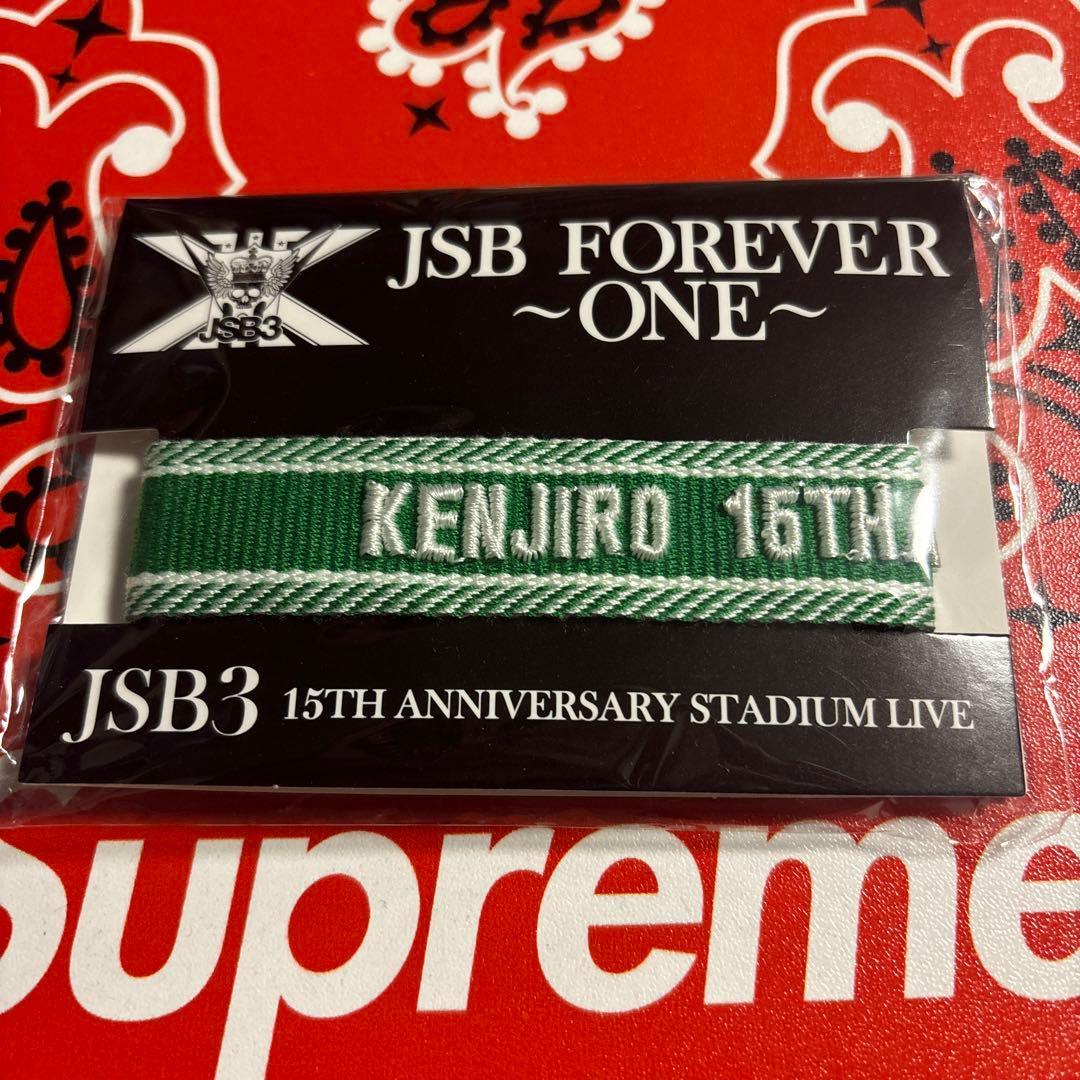 JSB3
JSB FOREVER
~ONE~
KENJIRO 15TH
JSB3 15TH ANNIVERSARY STADIUM LIVE
Supreme